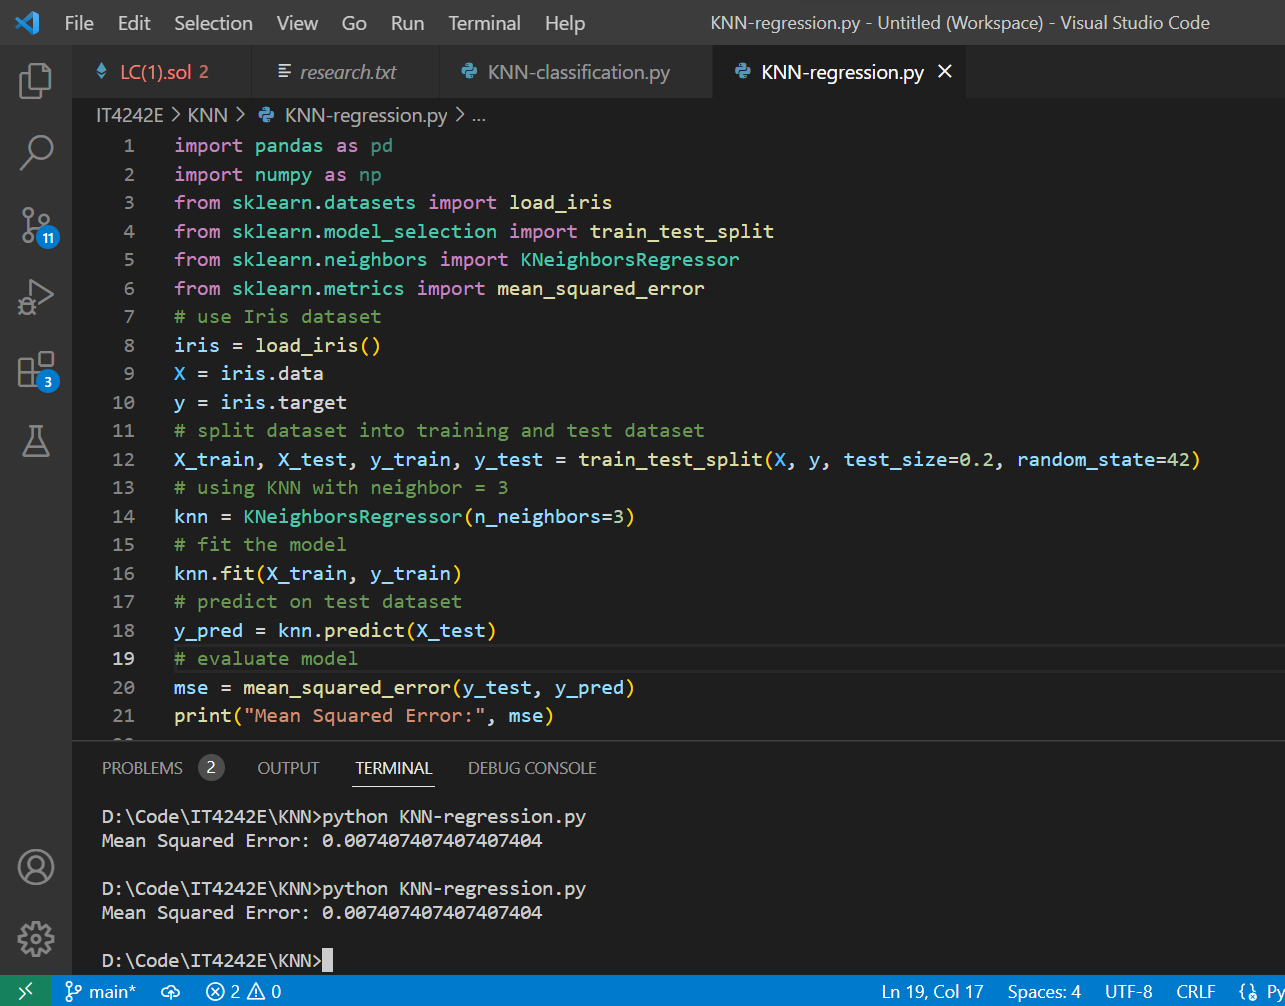 File Edit Selection View Go Run Terminal Help KNN-regression.py - Untitled (Workspace) - Visual Studio Code
LC(1).sol 2 research.txt KNN-classification.py KNN-regression.py
IT4242E > KNN > KNN-regression.py > ...
1 import pandas as pd
2 import numpy as np
3 from sklearn.datasets import load_iris
4 from sklearn.model_selection import train_test_split
5 from sklearn.neighbors import KNeighborsRegressor
6 from sklearn.metrics import mean_squared_error
7 # use Iris dataset
8 iris = load_iris()
9 X = iris.data
10 y = iris.target
11 # split dataset into training and test dataset
12 X_train, X_test, y_train, y_test = train_test_split(X, y, test_size=0.2, random_state=42)
13 # using KNN with neighbor = 3
14 knn = KNeighborsRegressor(n_neighbors=3)
15 # fit the model
16 knn.fit(X_train, y_train)
17 # predict on test dataset
18 y_pred = knn.predict(X_test)
19 # evaluate model
20 mse = mean_squared_error(y_test, y_pred)
21 print("Mean Squared Error:", mse)
11
3
PROBLEMS 2 OUTPUT TERMINAL DEBUG CONSOLE
D:\Code\IT4242E\KNN>python KNN-regression.py
Mean Squared Error: 0.007407407407407404
D:\Code\IT4242E\KNN>python KNN-regression.py
Mean Squared Error: 0.007407407407407404
D:\Code\IT4242E\KNN>
main* 2 0 Ln 19, Col 17 Spaces: 4 UTF-8 CRLF Py